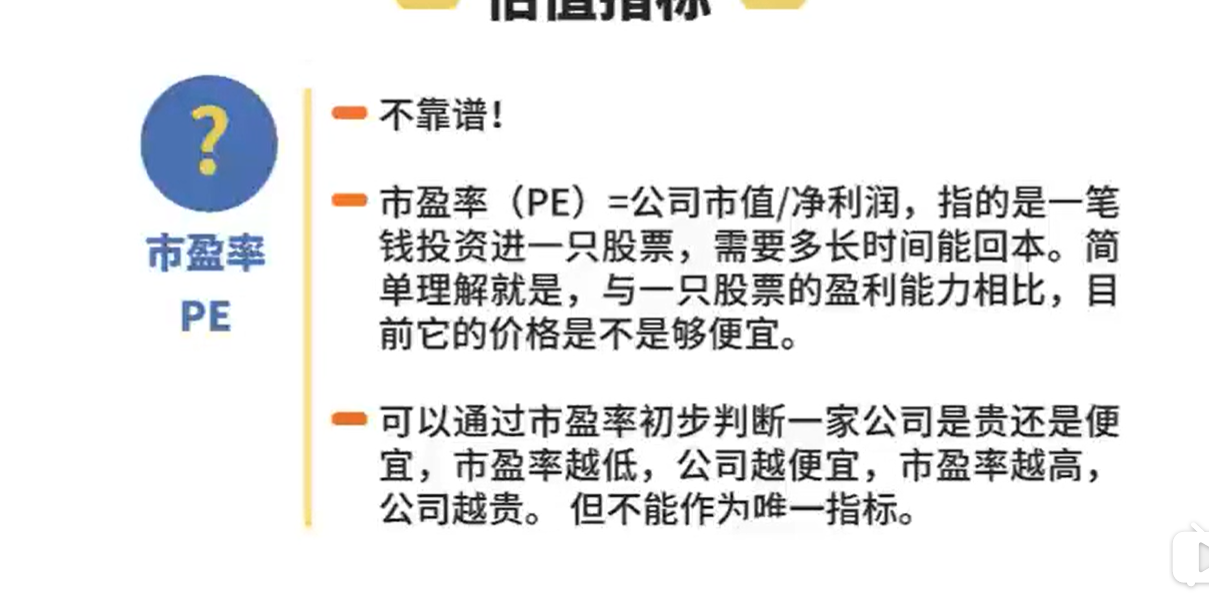 估值指标
?
市盈率
PE
不靠谱！
市盈率（PE）=公司市值/净利润，指的是一笔
钱投资进一只股票，需要多长时间能回本。简
单理解就是，与一只股票的盈利能力相比，目
前它的价格是不是够便宜。
可以通过市盈率初步判断一家公司是贵还是便
宜，市盈率越低，公司越便宜，市盈率越高，
公司越贵。 但不能作为唯一指标。